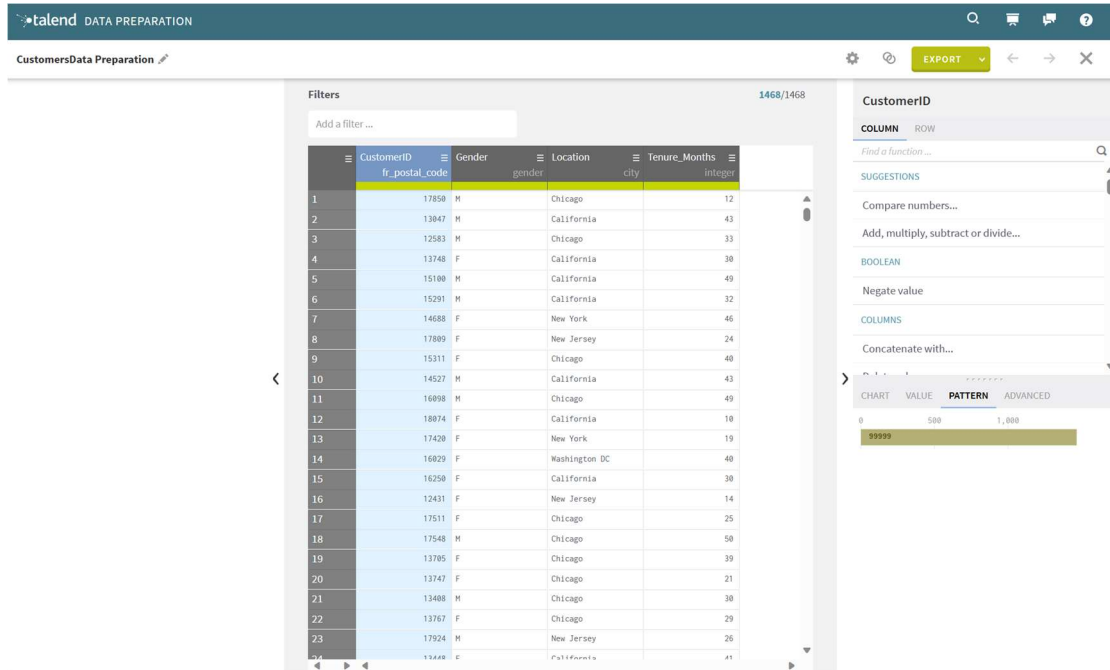 talend DATA PREPARATION
CustomersData Preparation
EXPORT
Filters
1468/1468
Add a filter ...
CustomerID Gender Location Tenure_Months
fr_postal_code gender city integer
1 17850 M Chicago 12
2 13047 M California 43
3 12583 M Chicago 33
4 13748 F California 30
5 15100 M California 49
6 15291 M California 32
7 14688 F New York 46
8 17809 F New Jersey 24
9 15311 F Chicago 40
10 14527 M California 43
11 16098 M Chicago 49
12 18074 F California 10
13 17420 F New York 19
14 16029 F Washington DC 40
15 16250 F California 30
16 12431 F New Jersey 14
17 17511 F Chicago 25
18 17548 M Chicago 50
19 13705 F Chicago 39
20 13747 F Chicago 21
21 13408 M Chicago 30
22 13767 F Chicago 29
23 17924 M New Jersey 26
24 13448 F California 41
CustomerID
COLUMN ROW
Find a function ...
SUGGESTIONS
Compare numbers...
Add, multiply, subtract or divide...
BOOLEAN
Negate value
COLUMNS
Concatenate with...
CHART VALUE PATTERN ADVANCED
0 500 1,000
99999